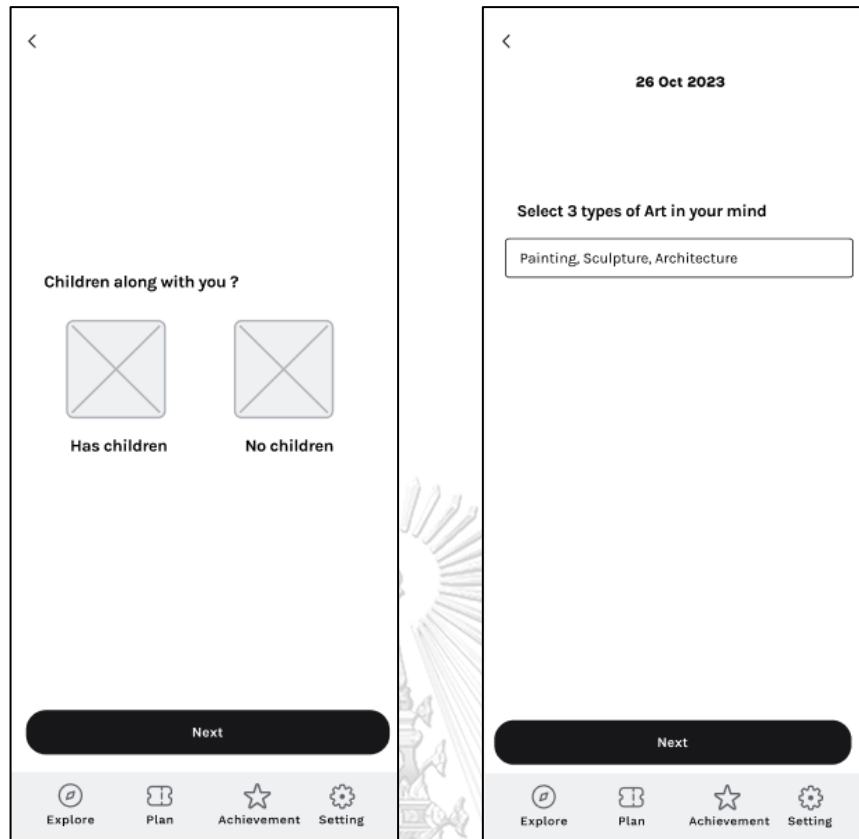 Children along with you ?
Has children No children
Next
Explore Plan Achievement Setting
26 Oct 2023
Select 3 types of Art in your mind
Painting, Sculpture, Architecture
Next
Explore Plan Achievement Setting